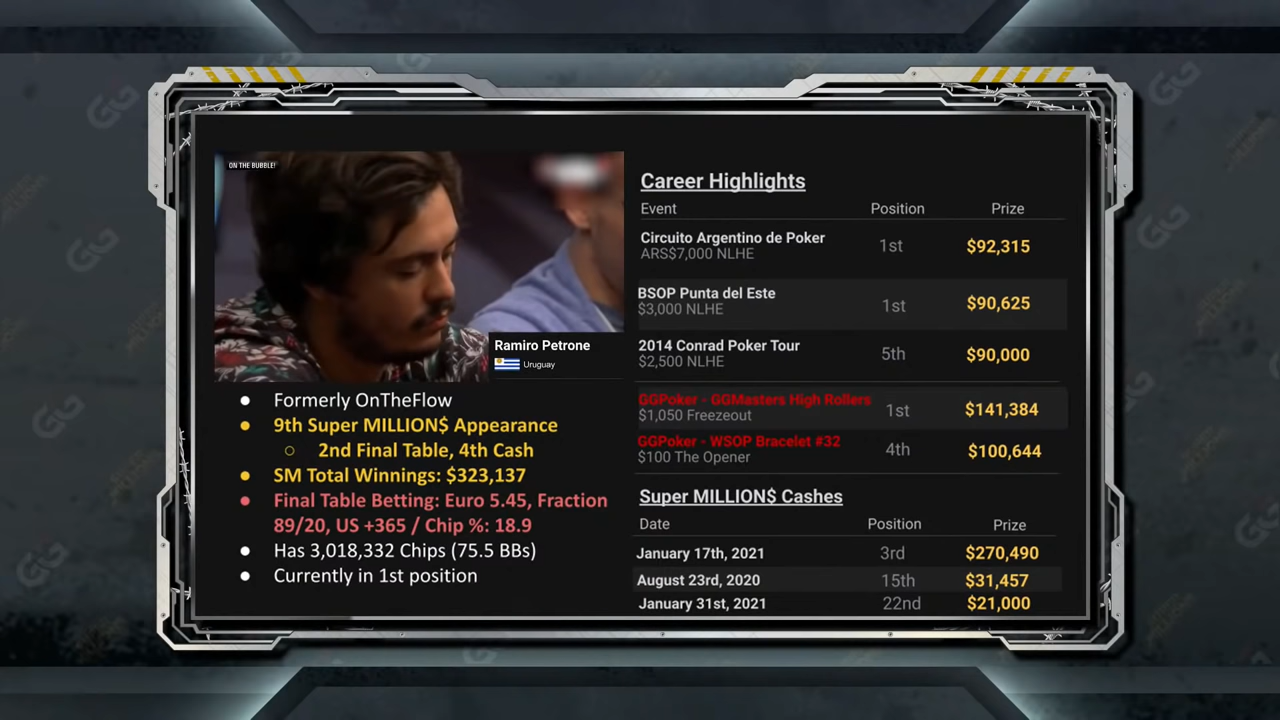 ON THE BUBBLE!
Ramiro Petrone
Uruguay
Formerly OnTheFlow
9th Super MILLION$ Appearance
2nd Final Table, 4th Cash
SM Total Winnings: $323,137
Final Table Betting: Euro 5.45, Fraction
89/20, US +365 / Chip %: 18.9
Has 3,018,332 Chips (75.5 BBs)
Currently in 1st position
Career Highlights
Event Position Prize
Circuito Argentino de Poker
ARS$7,000 NLHE
1st $92,315
BSOP Punta del Este
$3,000 NLHE
1st $90,625
2014 Conrad Poker Tour
$2,500 NLHE
5th $90,000
GGPoker - GGMasters High Rollers
$1,050 Freezeout
1st $141,384
GGPoker - WSOP Bracelet #32
$100 The Opener
4th $100,644
Super MILLION$ Cashes
Date Position Prize
January 17th, 2021 3rd $270,490
August 23rd, 2020 15th $31,457
January 31st, 2021 22nd $21,000